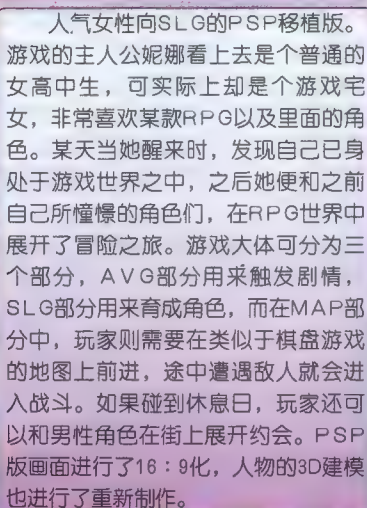 人气女性向SLG的PSP移植版。
游戏的主人公妮娜看上去是个普通的
女高中生，可实际上却是个游戏宅
女，非常喜欢某款RPG以及里面的角
色。某天当她醒来时，发现自己已身
处于游戏世界之中，之后她便和之前
自己所憧憬的角色们，在RPG世界中
展开了冒险之旅。游戏大体可分为三
个部分，AVG部分用来触发剧情，
SLG部分用来育成角色，而在MAP部
分中，玩家则需要在类似于棋盘游戏
的地图上前进，途中遭遇敌人就会进
入战斗。如果碰到休息日，玩家还可
以和男性角色在街上展开约会。PSP
版画面进行了16：9化，人物的3D建模
也进行了重新制作。